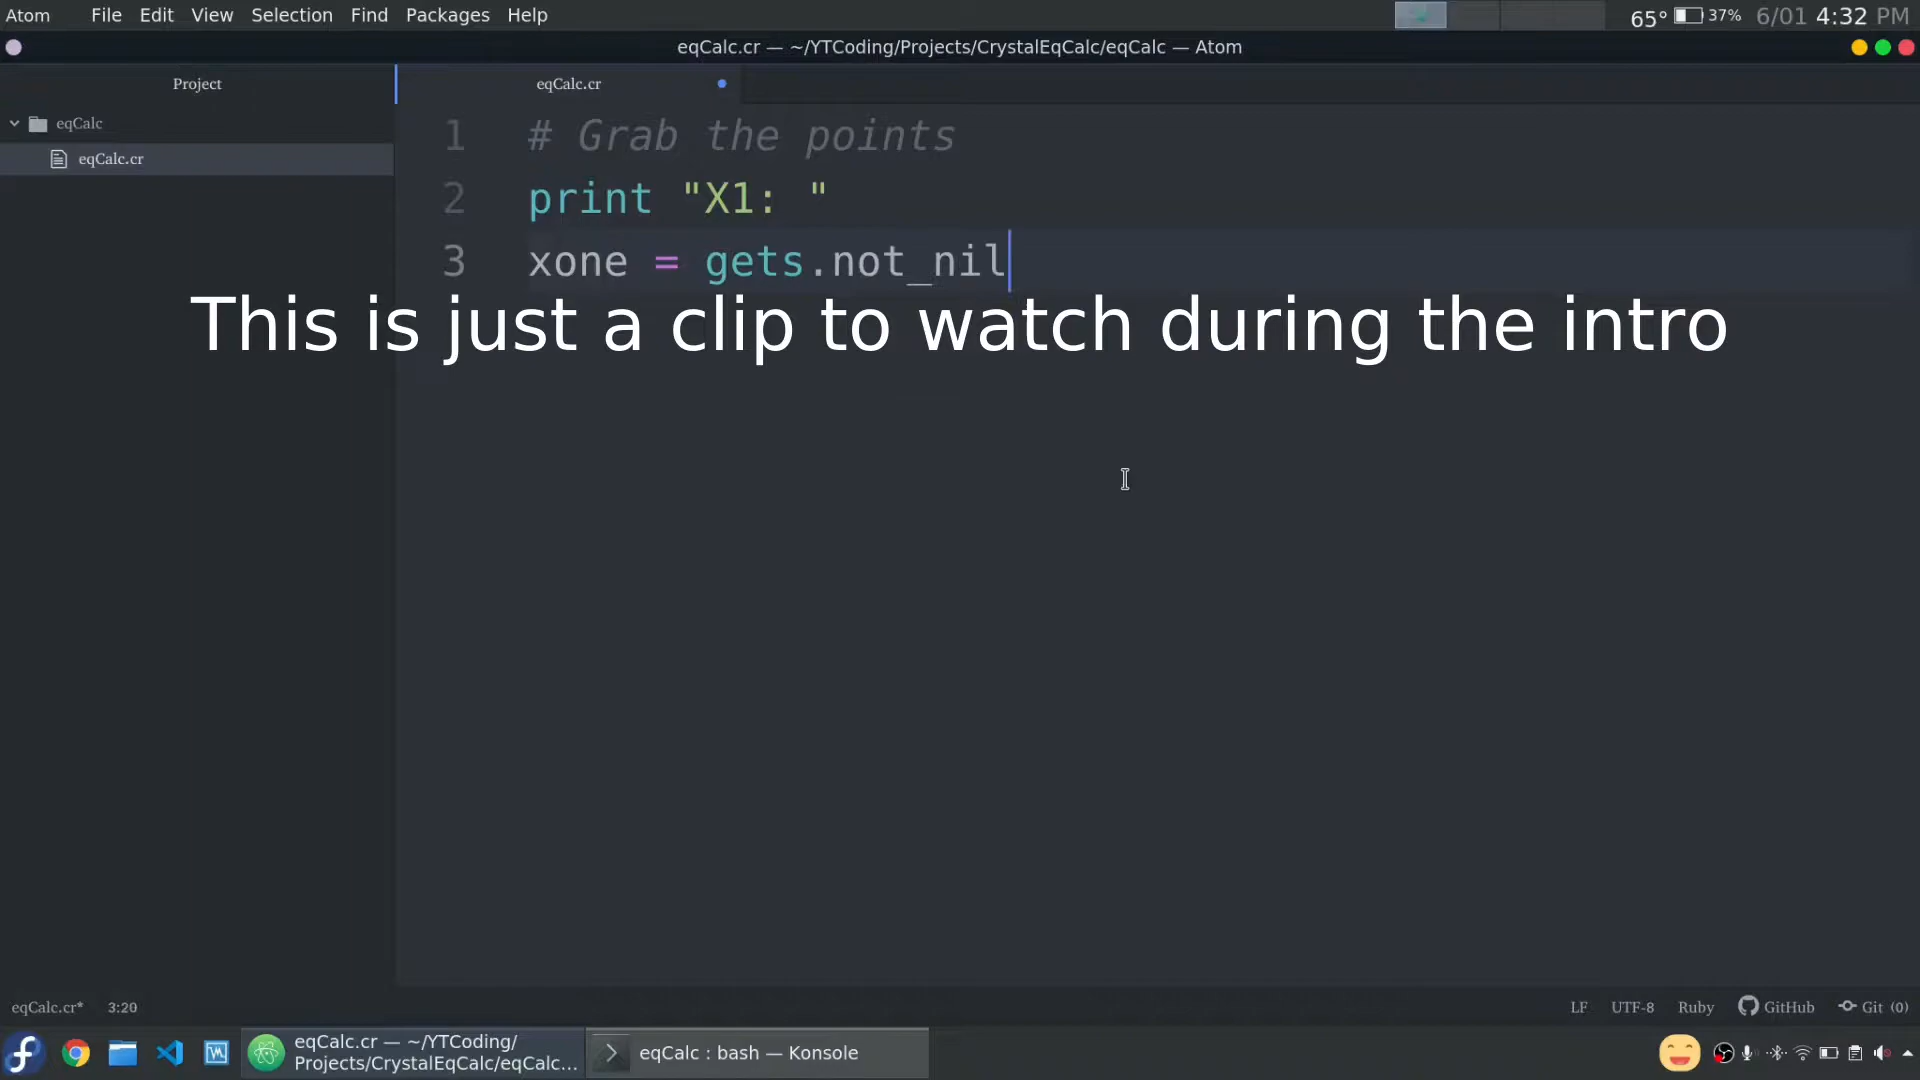 Atom File Edit View Selection Find Packages Help 65° 37% 6/01 4:32 PM
eqCalc.cr — ~/YTCoding/Projects/CrystalEqCalc/eqCalc — Atom
Project eqCalc.cr
eqCalc
eqCalc.cr
1 # Grab the points
2 print "X1: "
3 xone = gets.not_nil
This is just a clip to watch during the intro
eqCalc.cr* 3:20 LF UTF-8 Ruby GitHub Git (0)
eqCalc.cr — ~/YTCoding/
Projects/CrystalEqCalc/eqCalc...
eqCalc : bash — Konsole